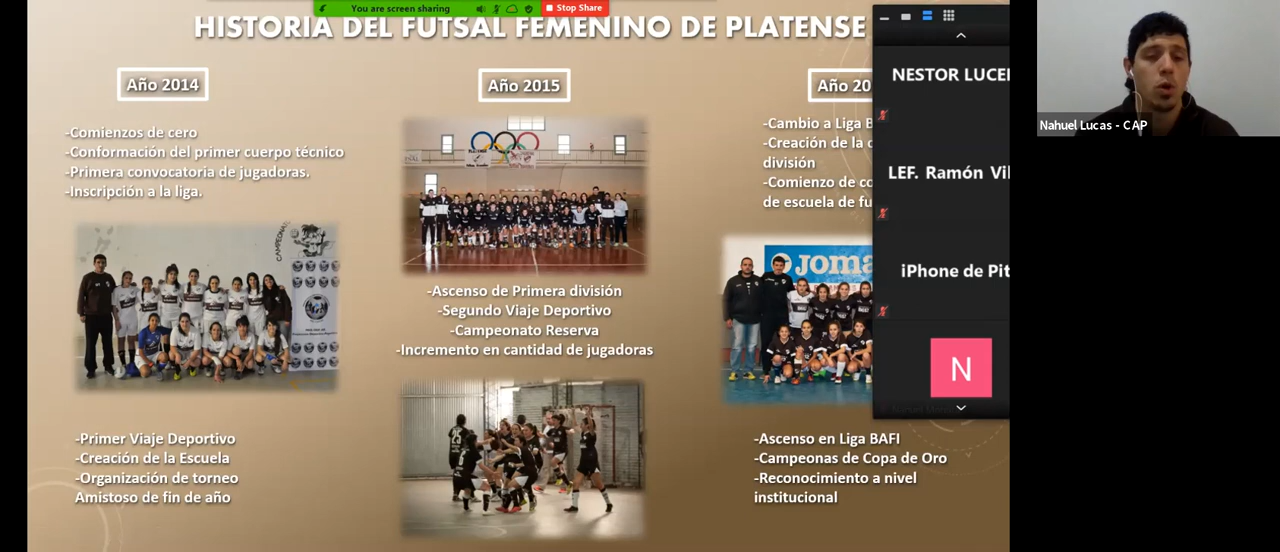 You are screen sharing
Stop Share
HISTORIA DEL FUTSAL FEMENINO DE PLATENSE
Año 2014
-Comienzos de cero
-Conformación del primer cuerpo técnico
-Primera convocatoria de jugadoras.
-Inscripción a la liga.
-Primer Viaje Deportivo
-Creación de la Escuela
-Organización de torneo
Amistoso de fin de año
Año 2015
-Ascenso de Primera división
-Segundo Viaje Deportivo
-Campeonato Reserva
-Incremento en cantidad de jugadoras
Año 20
-Cambio a Liga B
-Creación de la
división
-Comienzo de co
de escuela de fu
JOMA
-Ascenso en Liga BAFI
-Campeonas de Copa de Oro
-Reconocimiento a nivel
institucional
NESTOR LUCE
LEF. Ramón Vil
iPhone de Pit
N
Nahuel Lucas - CAP